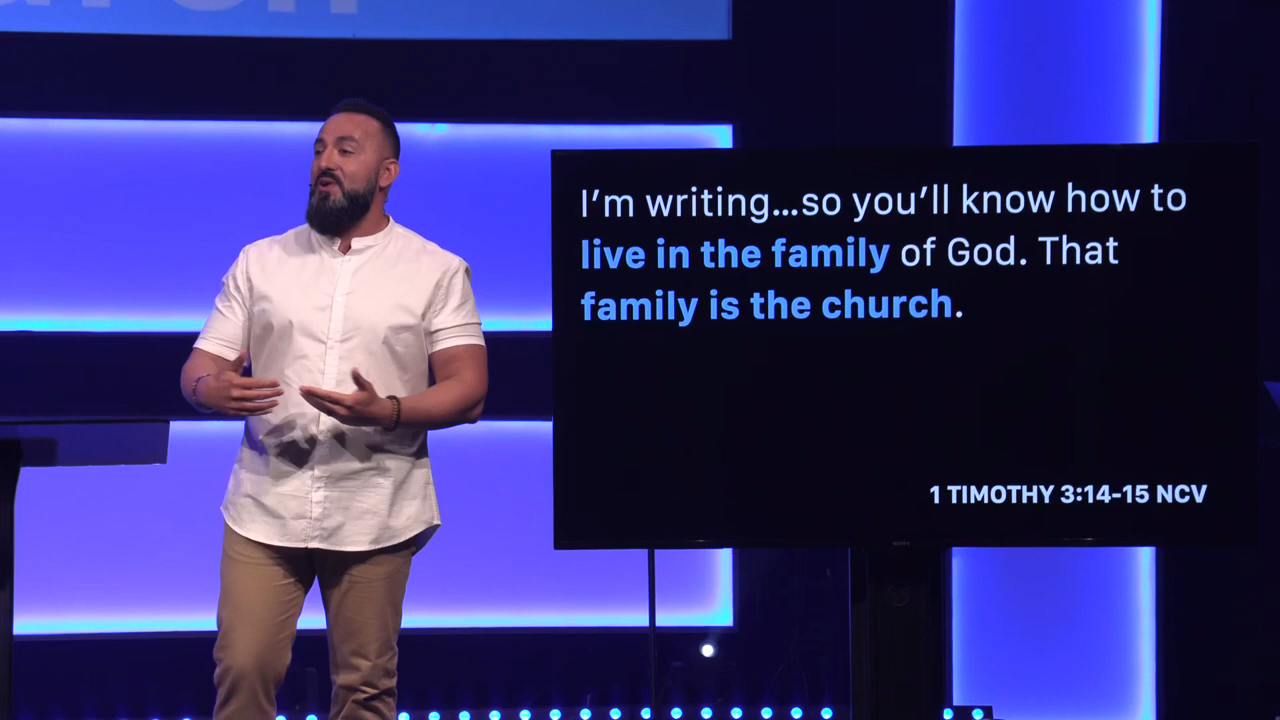 I'm writing...so you'll know how to
live in the family of God. That
family is the church.
1 TIMOTHY 3:14-15 NCV